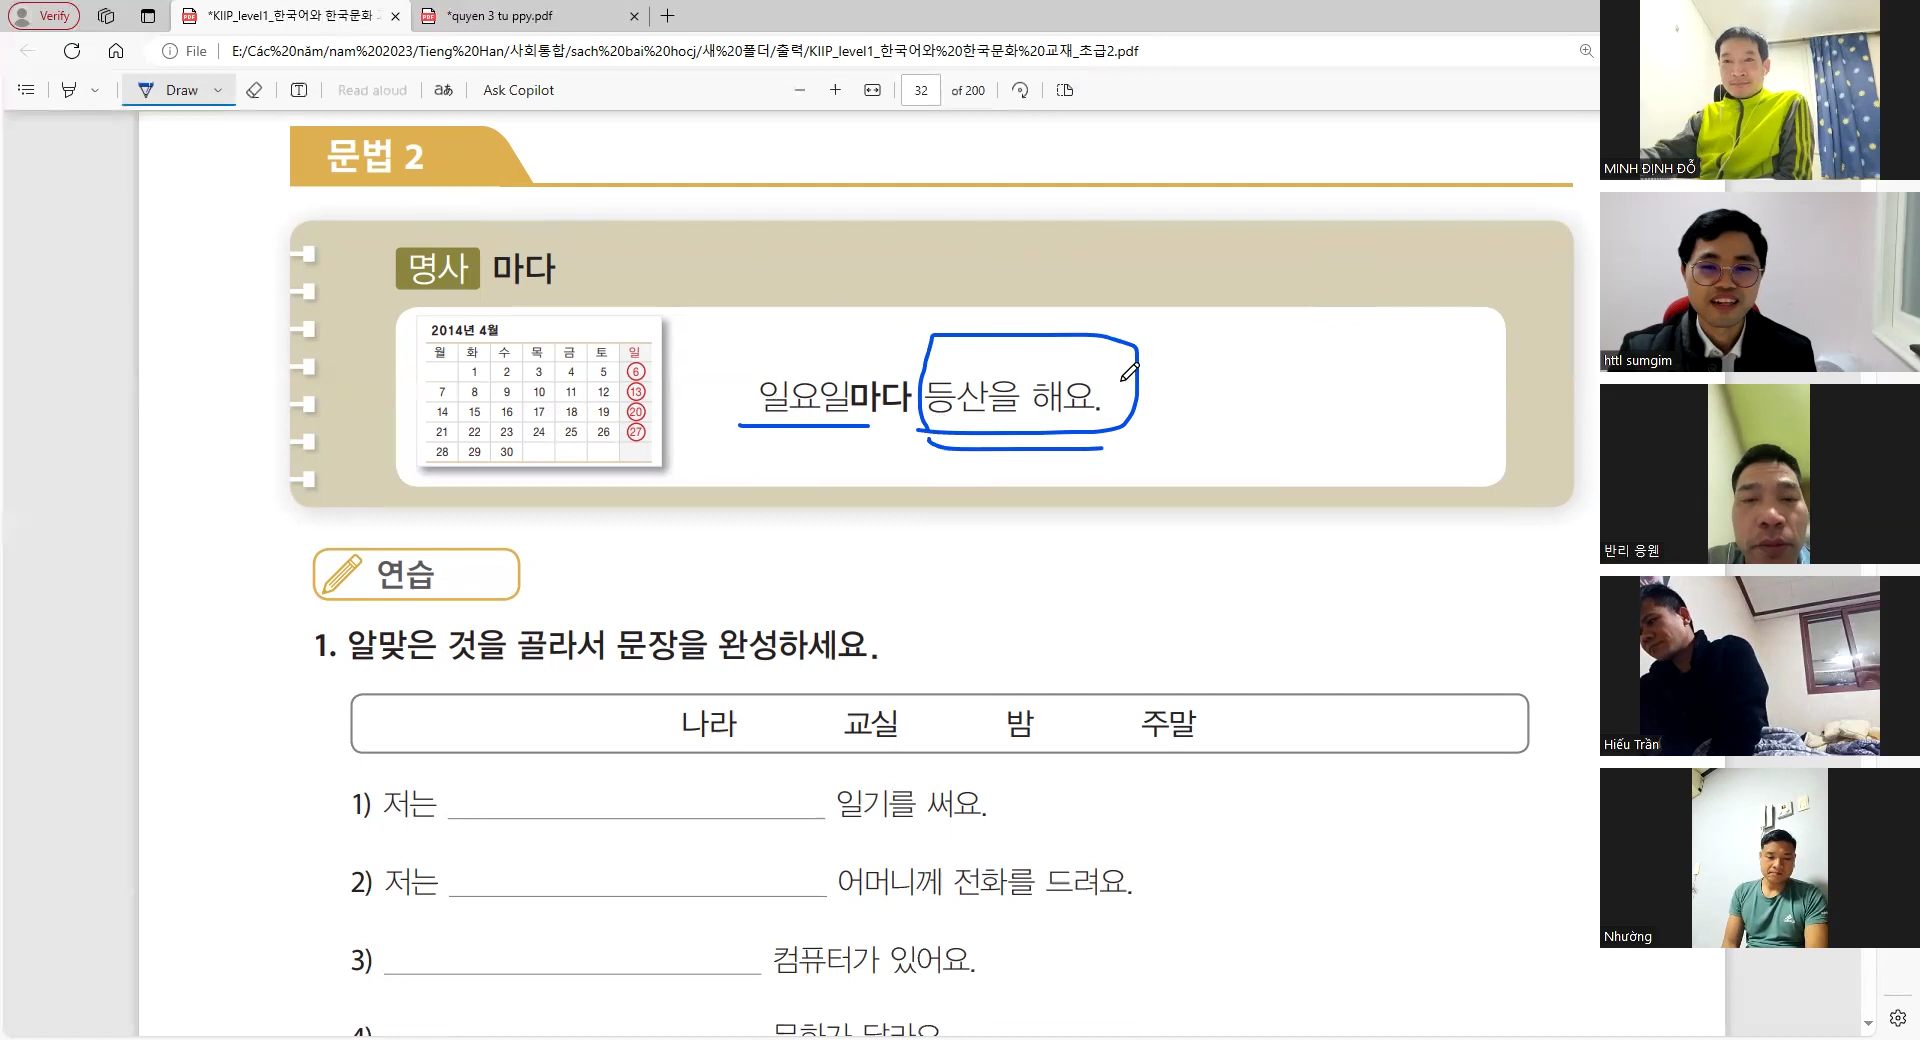 Verify
*KIIP_level1_한국어와 한국문화
*quyen 3 tu ppy.pdf
File
E:/Các%20năm/nam%202023/Tieng%20Han/사회통합/sach%20bai%20hocj/새%20폴더/출력/KIIP_level1_한국어와%20한국문화%20교재_초급2.pdf
Draw
Read aloud
Ask Copilot
32 of 200
문법 2
명사 마다
2014년 4월
월 화 수 목 금 토 일
1 2 3 4 5 6
7 8 9 10 11 12 13
14 15 16 17 18 19 20
21 22 23 24 25 26 27
28 29 30
일요일마다 등산을 해요.
연습
1. 알맞은 것을 골라서 문장을 완성하세요.
나라 교실 밤 주말
1) 저는 일기를 써요.
2) 저는 어머니께 전화를 드려요.
3) 컴퓨터가 있어요.
MINH ĐỊNH ĐỖ
httl sumgim
반리 응웬
Hiếu Trần
Nhường